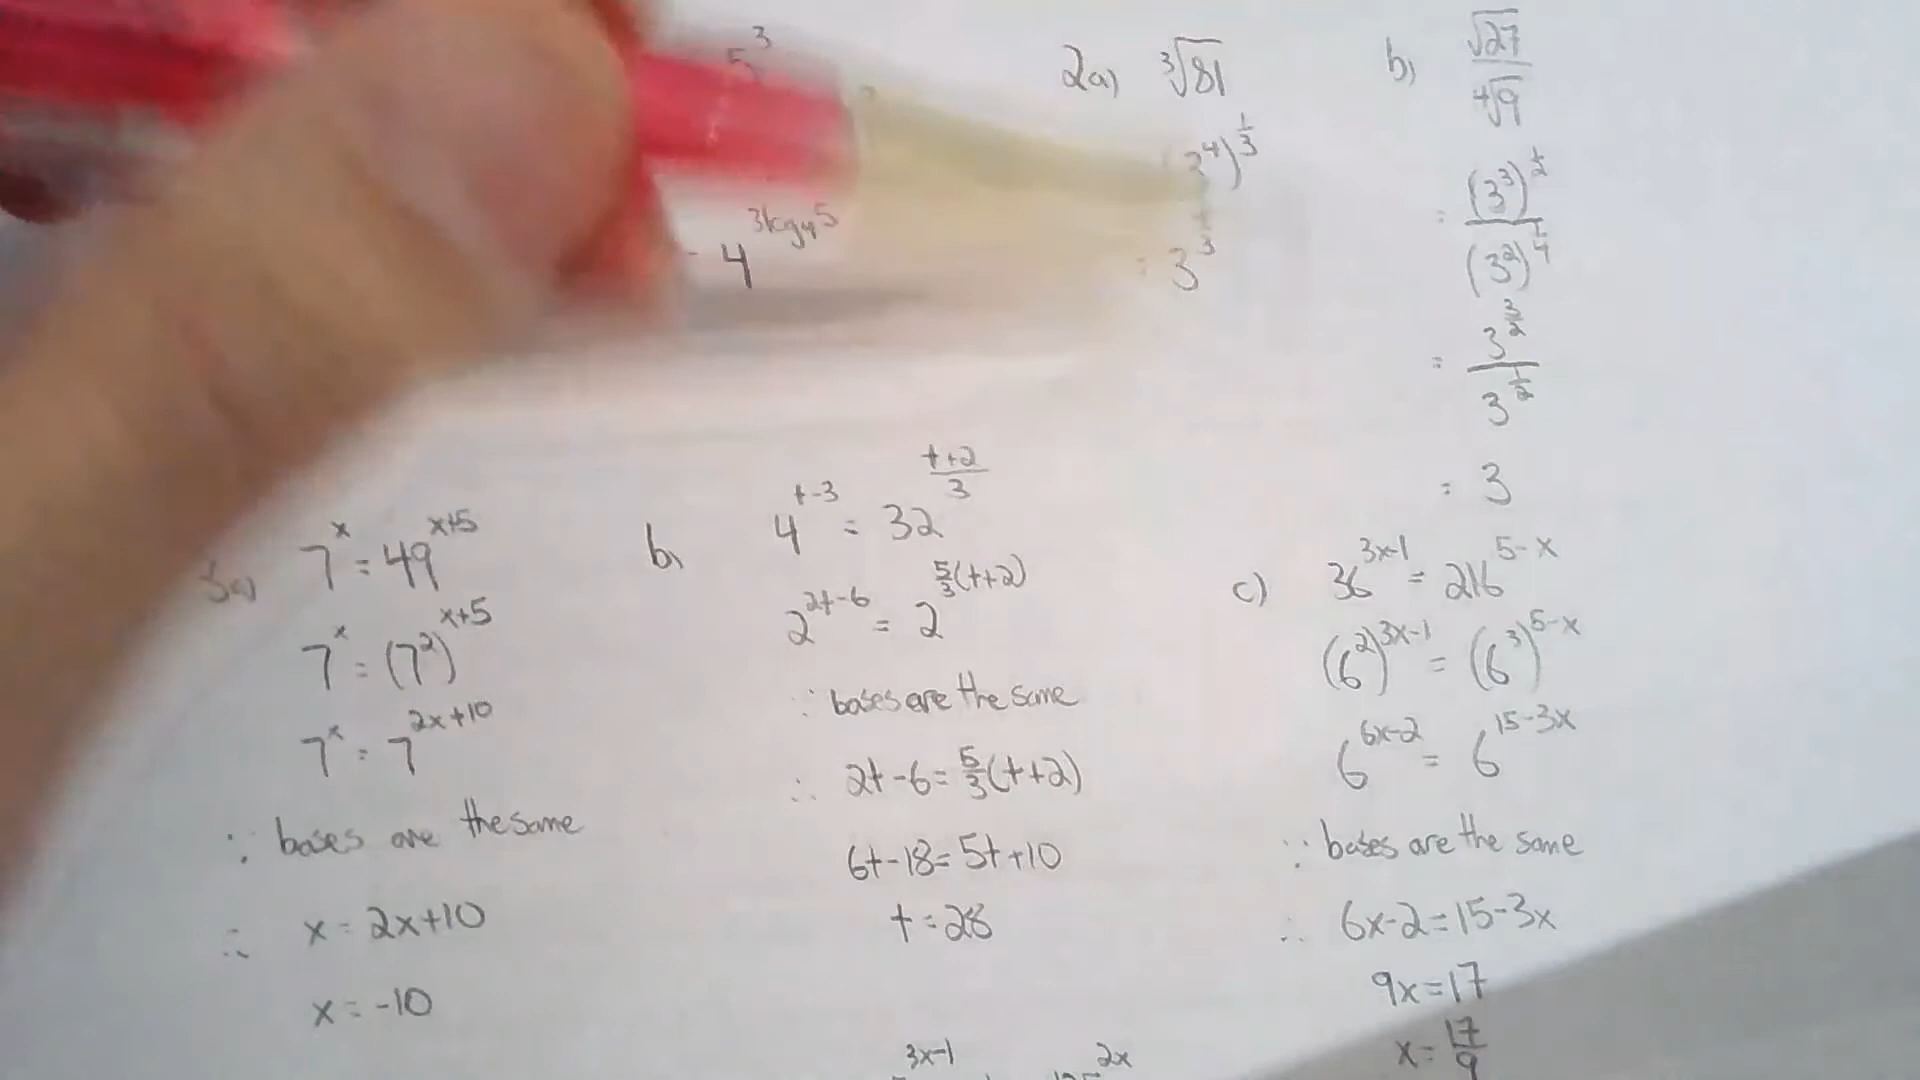 5^3
= 4^{3log_4 5}
2a) ∛81
3^4)^{1/3}
= 3^{4/3}
b) √27 / ∜9
= (3^3)^{1/2} / (3^2)^{1/4}
= 3^{3/2} / 3^{1/2}
= 3
3a) 7^x = 49^{x+5}
7^x = (7^2)^{x+5}
7^x = 7^{2x+10}
∵ bases are the same
∴ x = 2x+10
x = -10
b) 4^{t-3} = 32^{(t+2)/3}
2^{2t-6} = 2^{5/3(t+2)}
∵ bases are the same
∴ 2t-6 = 5/3(t+2)
6t-18 = 5t+10
t = 28
c) 36^{3x-1} = 216^{5-x}
(6^2)^{3x-1} = (6^3)^{5-x}
6^{6x-2} = 6^{15-3x}
∵ bases are the same
∴ 6x-2 = 15-3x
9x = 17
x = 17/9
3x-1 2x